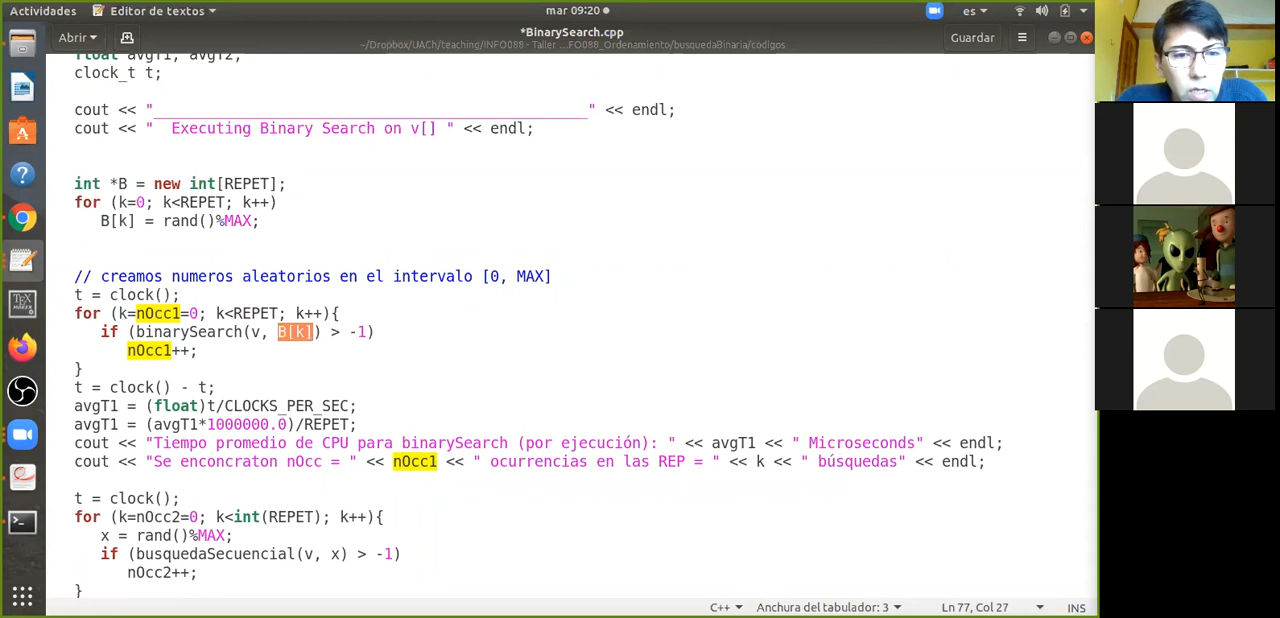 Actividades Editor de textos mar 09:20 es
Abrir *BinarySearch.cpp Guardar
~/Dropbox/UACh/teaching/INFO088 - Taller ...FO088_Ordenamiento/busquedaBinaria/codigos
float avgT1, avgT2;
clock_t t;
cout << "____________________________________________________" << endl;
cout << "  Executing Binary Search on v[] " << endl;
int *B = new int[REPET];
for (k=0; k<REPET; k++)
B[k] = rand()%MAX;
// creamos numeros aleatorios en el intervalo [0, MAX]
t = clock();
for (k=nOcc1=0; k<REPET; k++){
if (binarySearch(v, B[k]) > -1)
nOcc1++;
}
t = clock() - t;
avgT1 = (float)t/CLOCKS_PER_SEC;
avgT1 = (avgT1*1000000.0)/REPET;
cout << "Tiempo promedio de CPU para binarySearch (por ejecución): " << avgT1 << " Microseconds" << endl;
cout << "Se enconcraton nOcc = " << nOcc1 << " ocurrencias en las REP = " << k << " búsquedas" << endl;
t = clock();
for (k=nOcc2=0; k<int(REPET); k++){
x = rand()%MAX;
if (busquedaSecuencial(v, x) > -1)
nOcc2++;
}
C++ Anchura del tabulador: 3 Ln 77, Col 27 INS